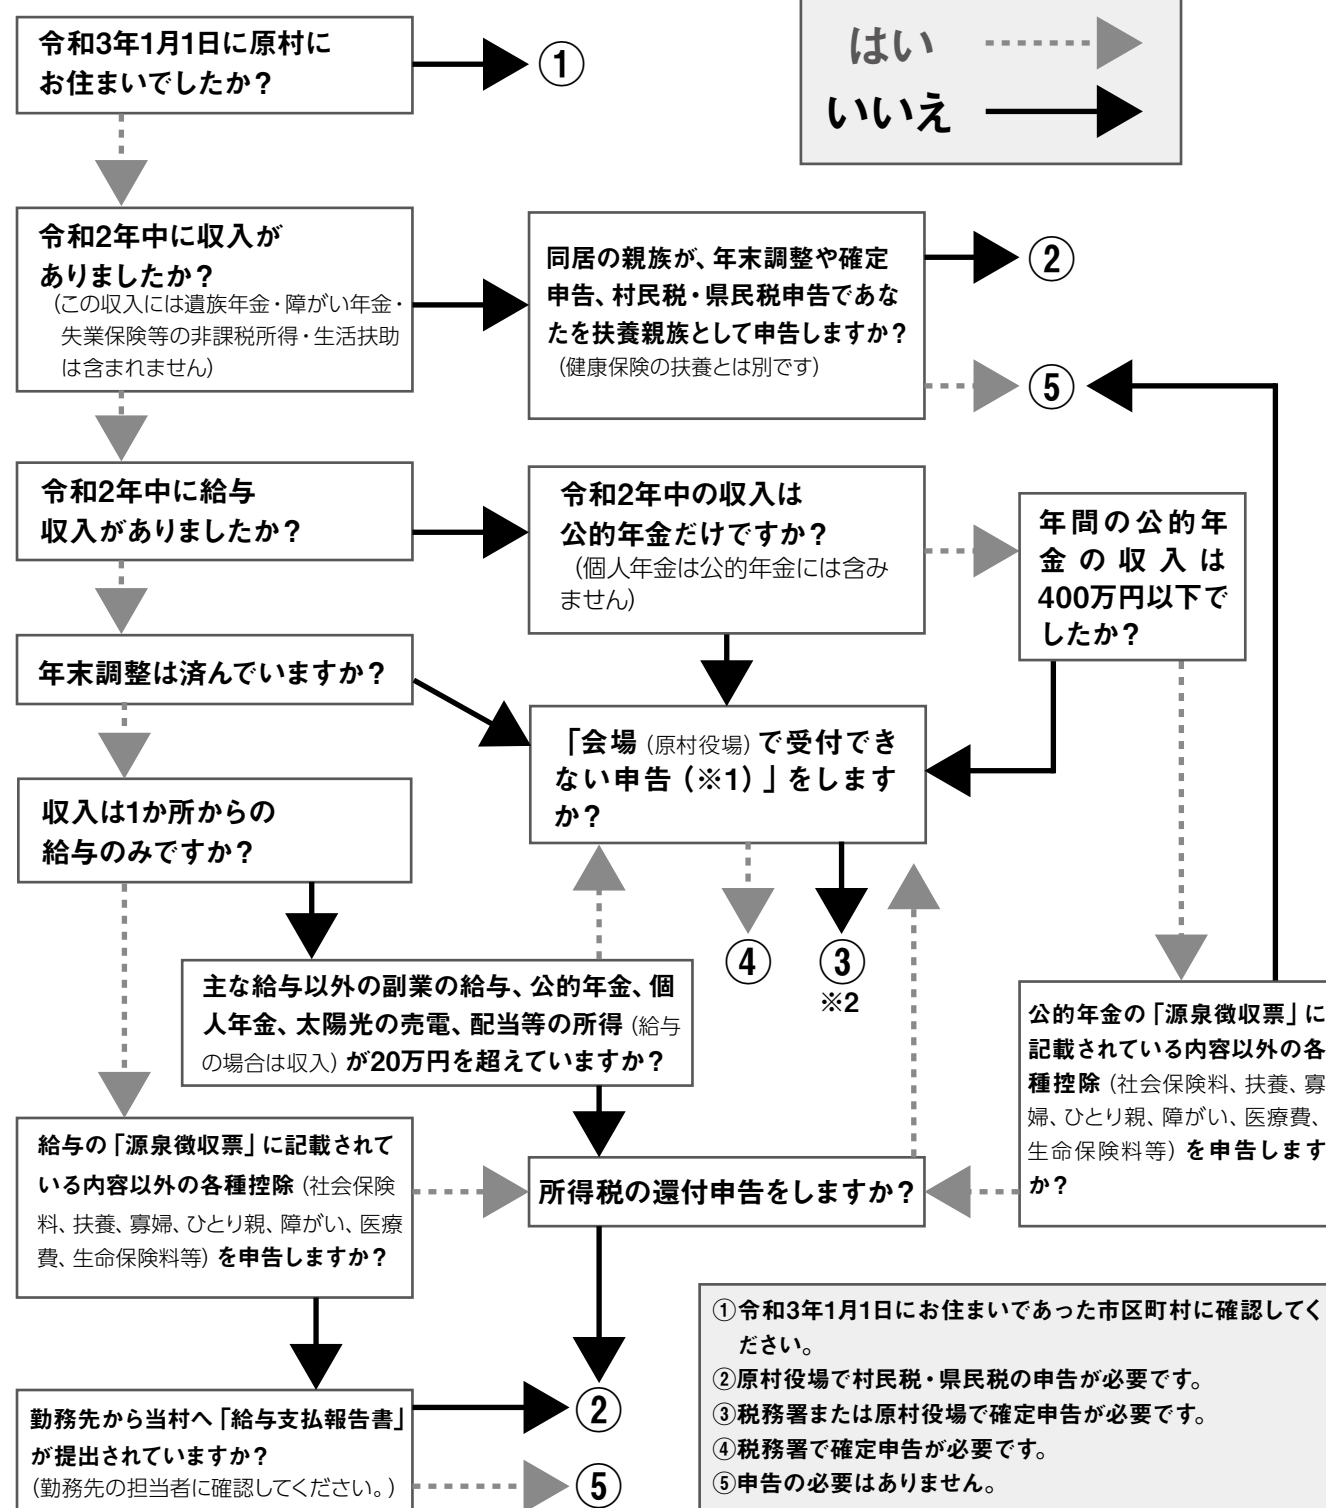 令和3年1月1日に原村に
お住まいでしたか？
①
はい
いいえ
令和2年中に収入が
ありましたか？
（この収入には遺族年金・障がい年金・
失業保険等の非課税所得・生活扶助
は含まれません）
同居の親族が、年末調整や確定
申告、村民税・県民税申告であな
たを扶養親族として申告しますか？
（健康保険の扶養とは別です）
②
⑤
令和2年中に給与
収入がありましたか？
令和2年中の収入は
公的年金だけですか？
（個人年金は公的年金には含み
ません）
年間の公的年
金の収入は
400万円以下で
したか？
年末調整は済んでいますか？
「会場（原村役場）で受付でき
ない申告（※1）」をします
か？
収入は1か所からの
給与のみですか？
④
③
※2
主な給与以外の副業の給与、公的年金、個
人年金、太陽光の売電、配当等の所得（給与
の場合は収入）が20万円を超えていますか？
公的年金の「源泉徴収票」に
記載されている内容以外の各
種控除（社会保険料、扶養、寡
婦、ひとり親、障がい、医療費、
生命保険料等）を申告します
か？
給与の「源泉徴収票」に記載されて
いる内容以外の各種控除（社会保険
料、扶養、寡婦、ひとり親、障がい、医療
費、生命保険料等）を申告しますか？
所得税の還付申告をしますか？
勤務先から当村へ「給与支払報告書」
が提出されていますか？
（勤務先の担当者に確認してください。）
②
⑤
①令和3年1月1日にお住まいであった市区町村に確認してく
ださい。
②原村役場で村民税・県民税の申告が必要です。
③税務署または原村役場で確定申告が必要です。
④税務署で確定申告が必要です。
⑤申告の必要はありません。